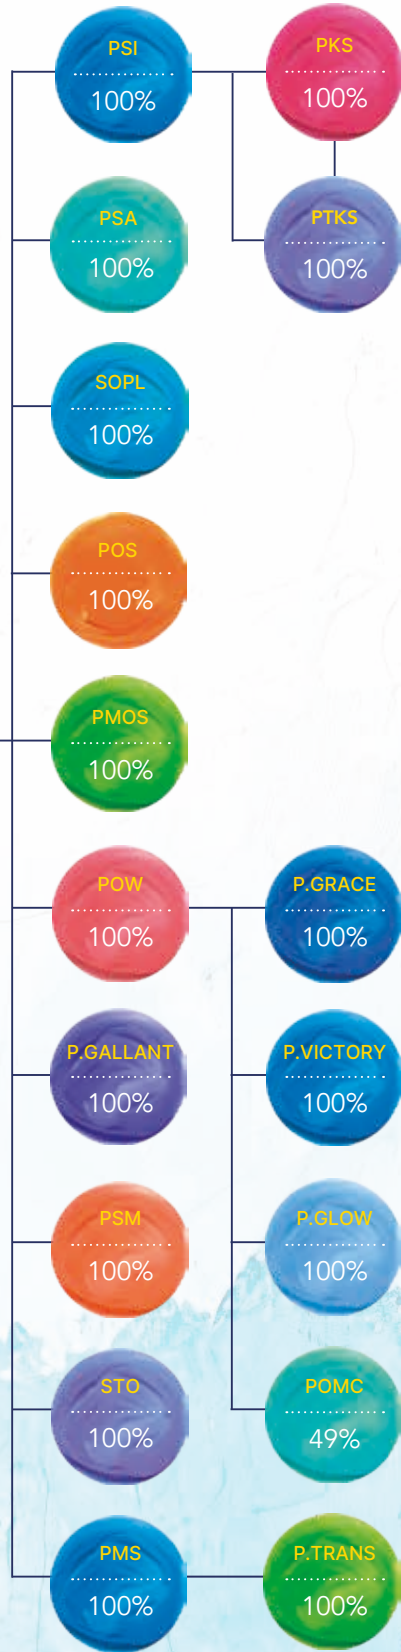 PSI
100%
PKS
100%
PSA
100%
PTKS
100%
SOPL
100%
POS
100%
PMOS
100%
POW
100%
P.GRACE
100%
P.GALLANT
100%
P.VICTORY
100%
PSM
100%
P.GLOW
100%
STO
100%
POMC
49%
PMS
100%
P.TRANS
100%